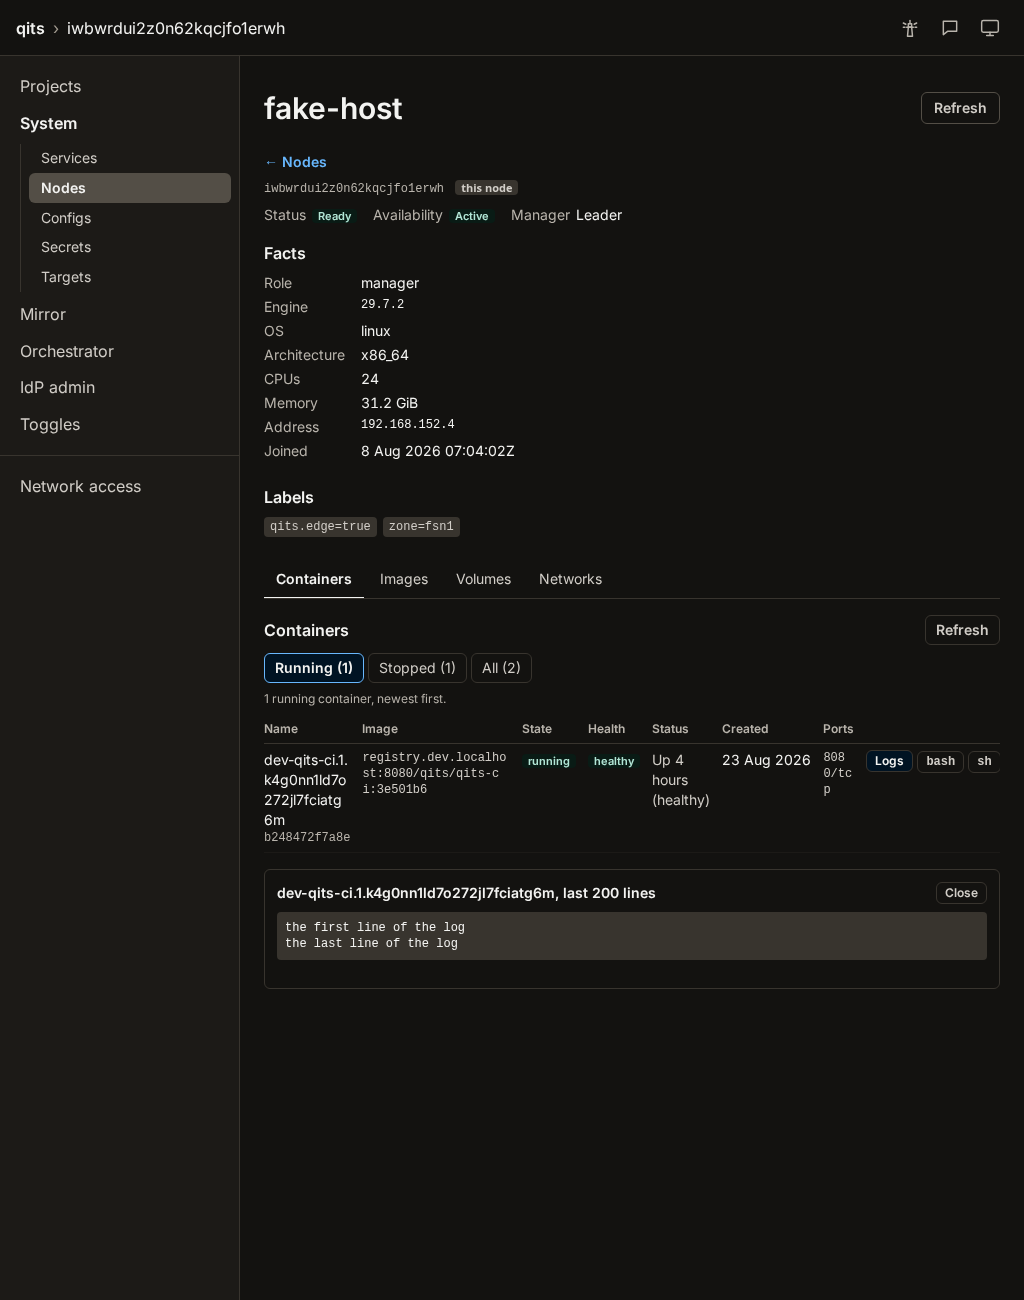 qits › iwbwrdui2z0n62kqcjfo1erwh
Projects
System
Services
Nodes
Configs
Secrets
Targets
Mirror
Orchestrator
IdP admin
Toggles
Network access
fake-host
Refresh
← Nodes
iwbwrdui2z0n62kqcjfo1erwh this node
Status Ready Availability Active Manager Leader
Facts
Role manager
Engine 29.7.2
OS linux
Architecture x86_64
CPUs 24
Memory 31.2 GiB
Address 192.168.152.4
Joined 8 Aug 2026 07:04:02Z
Labels
qits.edge=true zone=fsn1
Containers Images Volumes Networks
Containers
Refresh
Running (1) Stopped (1) All (2)
1 running container, newest first.
Name Image State Health Status Created Ports
dev-qits-ci.1.
k4g0nn1ld7o
272jl7fciatg
6m
b248472f7a8e
registry.dev.localho
st:8080/qits/qits-c
i:3e501b6
running
healthy
Up 4
hours
(healthy)
23 Aug 2026
808
0/tc
p
Logs bash sh
dev-qits-ci.1.k4g0nn1ld7o272jl7fciatg6m, last 200 lines
Close
the first line of the log
the last line of the log